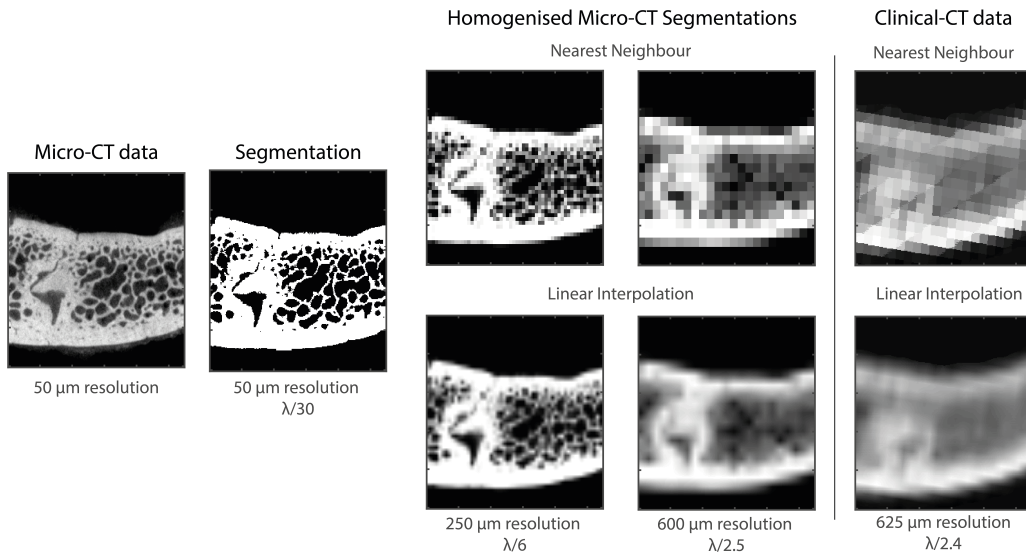 Homogenised Micro-CT Segmentations
Clinical-CT data
Nearest Neighbour
Nearest Neighbour
Micro-CT data
Segmentation
Linear Interpolation
Linear Interpolation
50 µm resolution
50 µm resolution
λ/30
250 µm resolution
λ/6
600 µm resolution
λ/2.5
625 µm resolution
λ/2.4